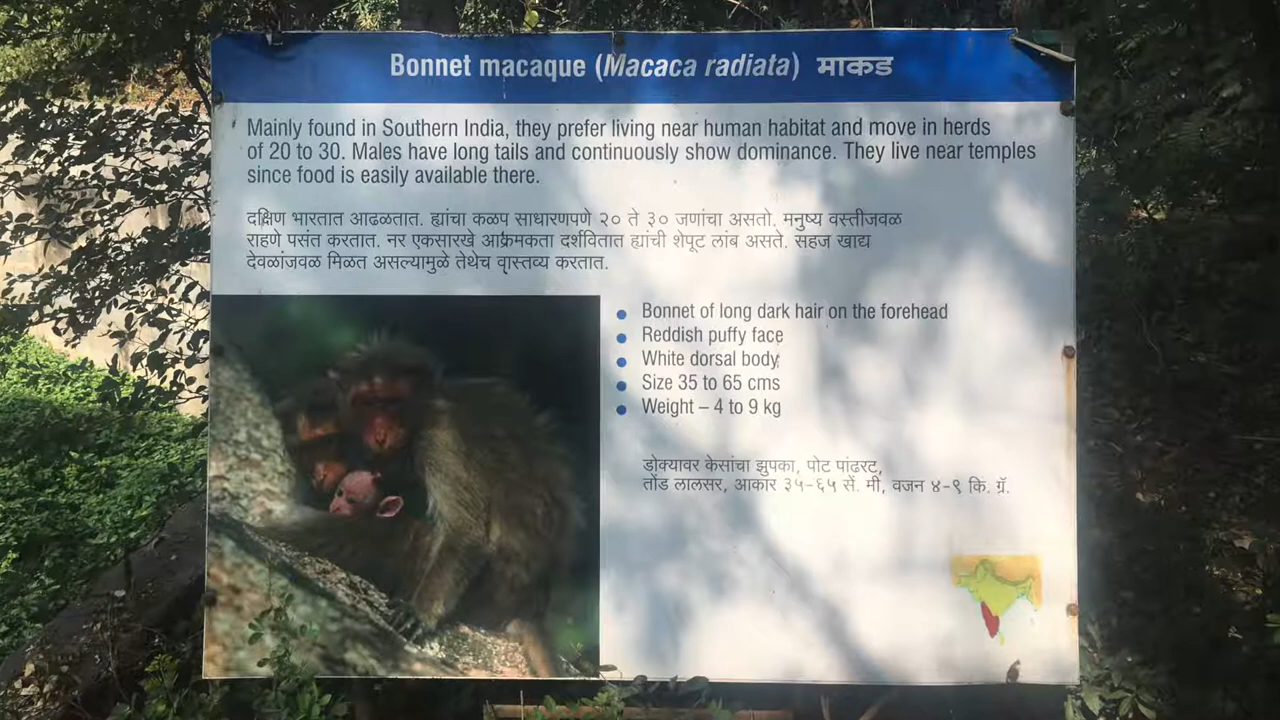 Bonnet macaque (Macaca radiata) माकड
Mainly found in Southern India, they prefer living near human habitat and move in herds
of 20 to 30. Males have long tails and continuously show dominance. They live near temples
since food is easily available there.
दक्षिण भारतात आढळतात. ह्यांचा कळप साधारणपणे २० ते ३० जणांचा असतो. मनुष्य वस्तीजवळ
राहणे पसंत करतात. नर एकसारखे आक्रमकता दर्शवितात ह्यांची शेपूट लांब असते. सहज खाद्य
देवळांजवळ मिळत असल्यामुळे तेथेच वास्तव्य करतात.
Bonnet of long dark hair on the forehead
Reddish puffy face
White dorsal body
Size 35 to 65 cms
Weight – 4 to 9 kg
डोक्यावर केसांचा झुपका, पोट पांढरट,
तोंड लालसर, आकार ३५-६५ सें. मी, वजन ४-९ कि. ग्रॅ.